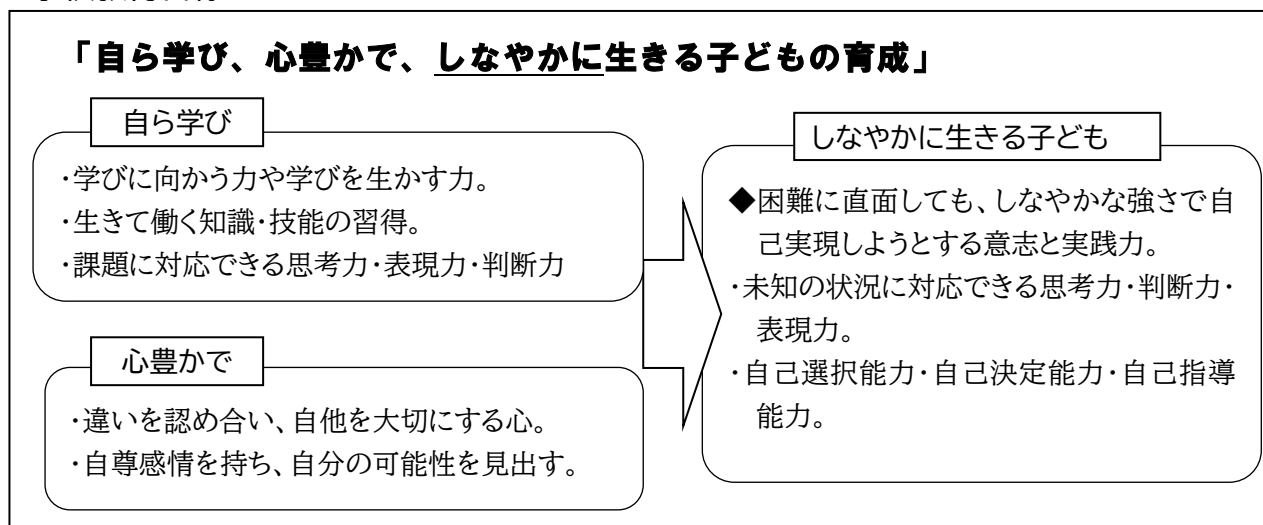 「自ら学び、心豊かで、しなやかに生きる子どもの育成」
自ら学び
・学びに向かう力や学びを生かす力。
・生きて働く知識・技能の習得。
・課題に対応できる思考力・表現力・判断力
心豊かで
・違いを認め合い、自他を大切にする心。
・自尊感情を持ち、自分の可能性を見出す。
しなやかに生きる子ども
◆困難に直面しても、しなやかな強さで自
己実現しようとする意志と実践力。
・未知の状況に対応できる思考力・判断力・
表現力。
・自己選択能力・自己決定能力・自己指導
能力。